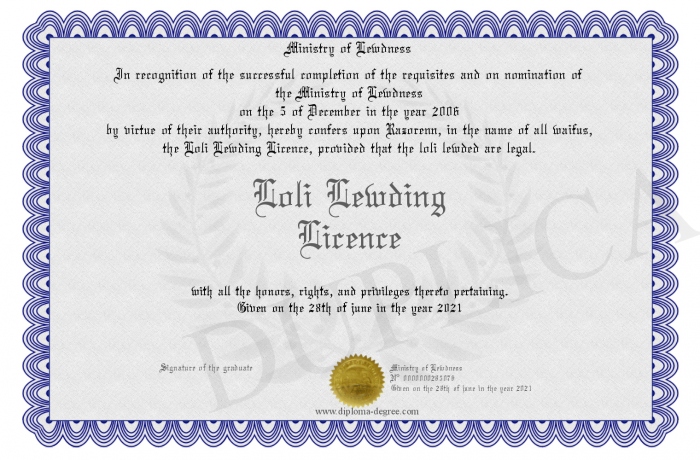 Ministry of Lewdness
In recognition of the successful completion of the requisites and on nomination of
the Ministry of Lewdness
on the 3 of December in the year 2006
by virtue of their authority, hereby confers upon Razorenn, in the name of all waifus,
the Loli Lewding Licence, provided that the loli lewded are legal.
Loli Lewding
Licence
with all the honors, rights, and privileges thereto pertaining.
Given on the 28th of june in the year 2021
DUPLICA
Signature of the graduate
Ministry of Lewdness
Given on the 28th of june in the year 2021
www.diploma-degree.com